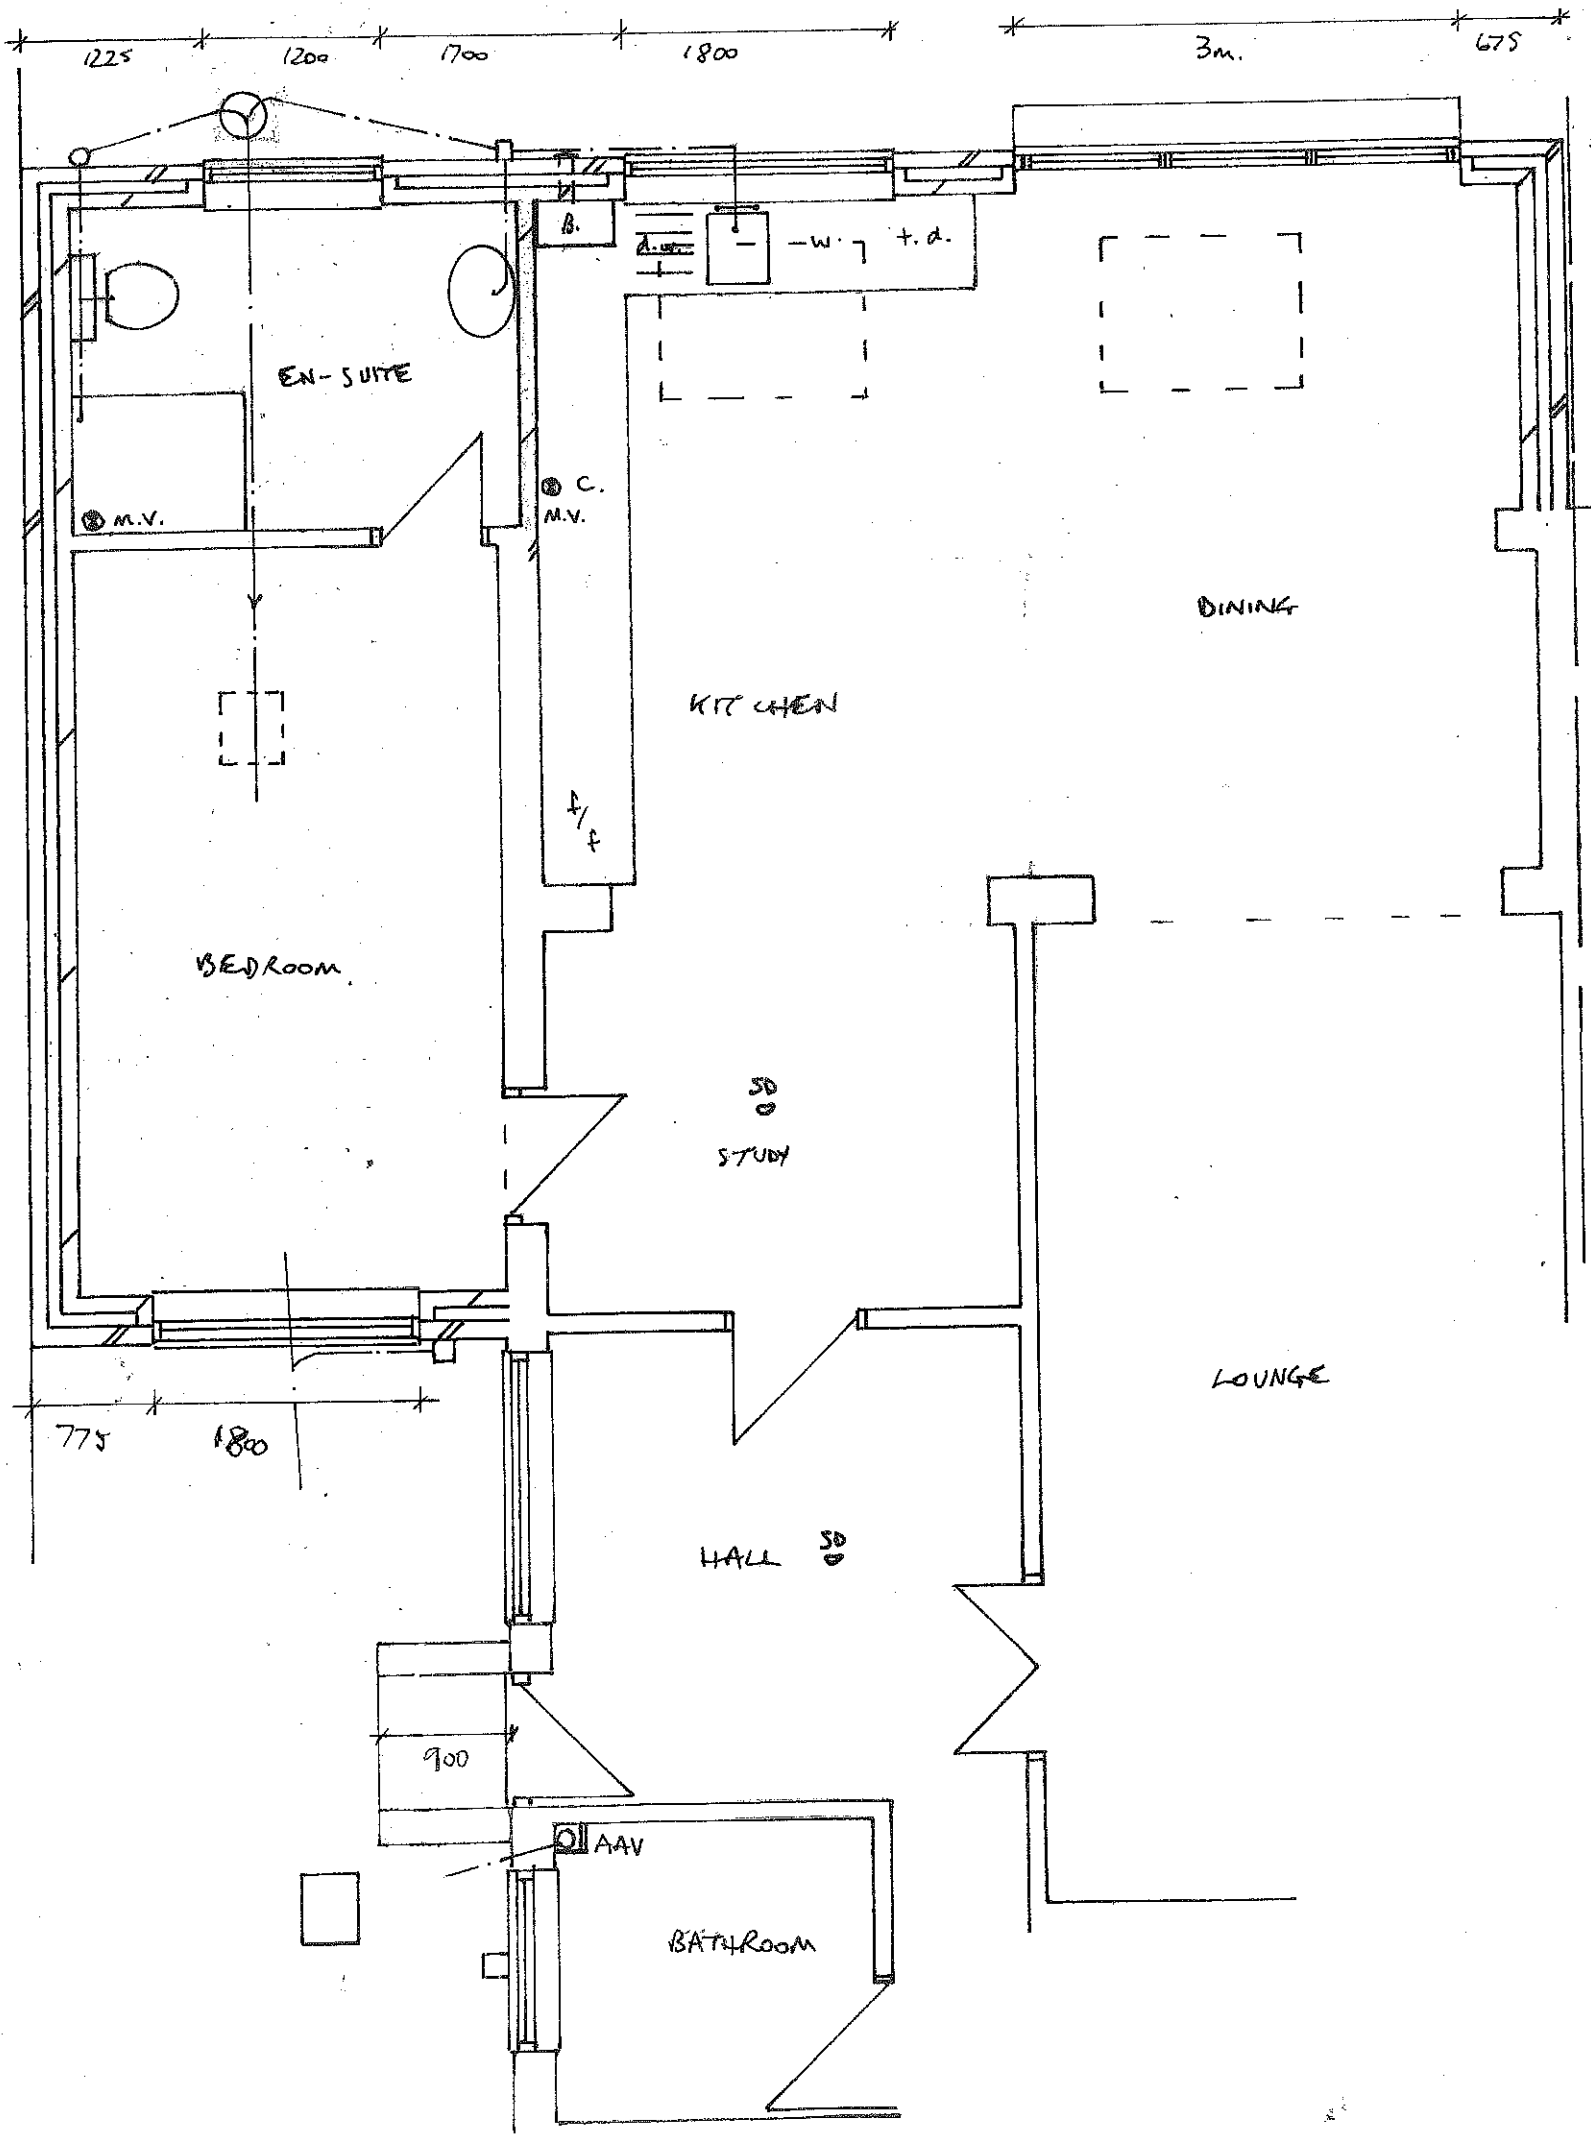 1225 1200 1700 1800 3m. 675
B.
d.w. w. t.d.
EN-SUITE
C.
M.V. M.V.
DINING
KITCHEN
f/f
BEDROOM
SD
STUDY
LOUNGE
775 1800
HALL SD
900
AAV
BATHROOM